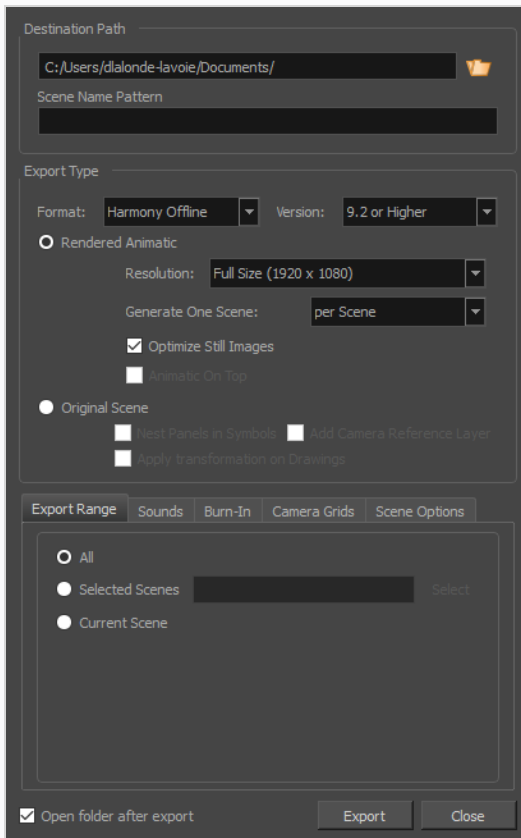 Destination Path
C:/Users/dlalonde-lavoie/Documents/
Scene Name Pattern
Export Type
Format: Harmony Offline Version: 9.2 or Higher
Rendered Animatic
Resolution: Full Size (1920 x 1080)
Generate One Scene: per Scene
Optimize Still Images
Animatic On Top
Original Scene
Nest Panels in Symbols Add Camera Reference Layer
Apply transformation on Drawings
Export Range Sounds Burn-In Camera Grids Scene Options
All
Selected Scenes Select
Current Scene
Open folder after export Export Close